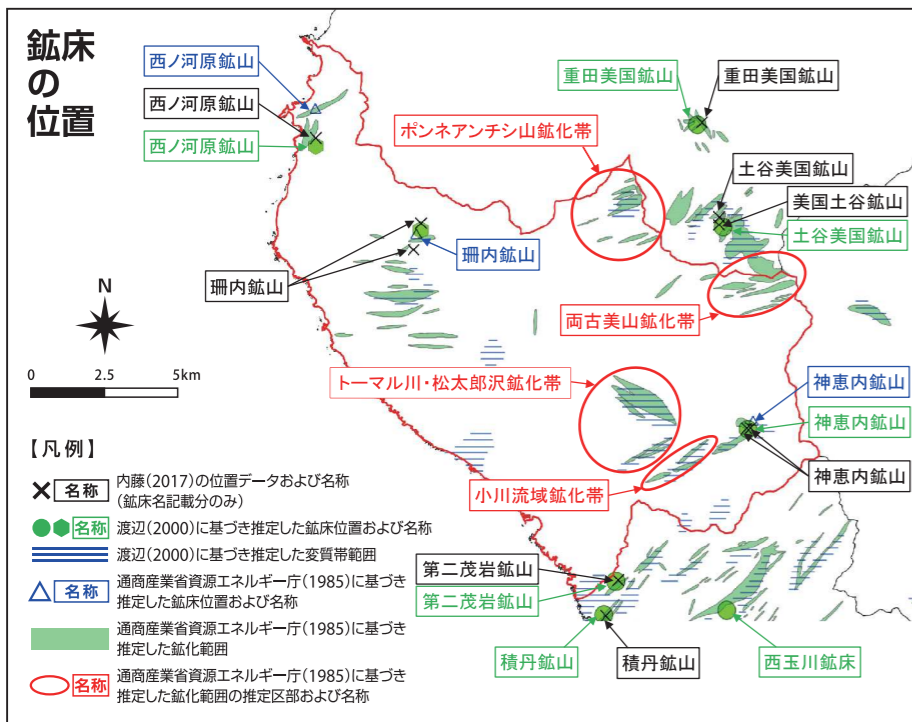 鉱床
の
位置
西ノ河原鉱山
西ノ河原鉱山
西ノ河原鉱山
重田美国鉱山
重田美国鉱山
ポンネアンチシ山鉱化帯
土谷美国鉱山
美国土谷鉱山
土谷美国鉱山
珊内鉱山
珊内鉱山
両古美山鉱化帯
N
0 2.5 5km
トーマル川・松太郎沢鉱化帯
神恵内鉱山
神恵内鉱山
神恵内鉱山
小川流域鉱化帯
第二茂岩鉱山
第二茂岩鉱山
積丹鉱山
積丹鉱山
西玉川鉱床
【凡例】
名称 内藤(2017)の位置データおよび名称
(鉱床名記載分のみ)
名称 渡辺(2000)に基づき推定した鉱床位置および名称
渡辺(2000)に基づき推定した変質帯範囲
名称 通商産業省資源エネルギー庁(1985)に基づき
推定した鉱床位置および名称
通商産業省資源エネルギー庁(1985)に基づき
推定した鉱化範囲
名称 通商産業省資源エネルギー庁(1985)に基づき
推定した鉱化範囲の推定区部および名称